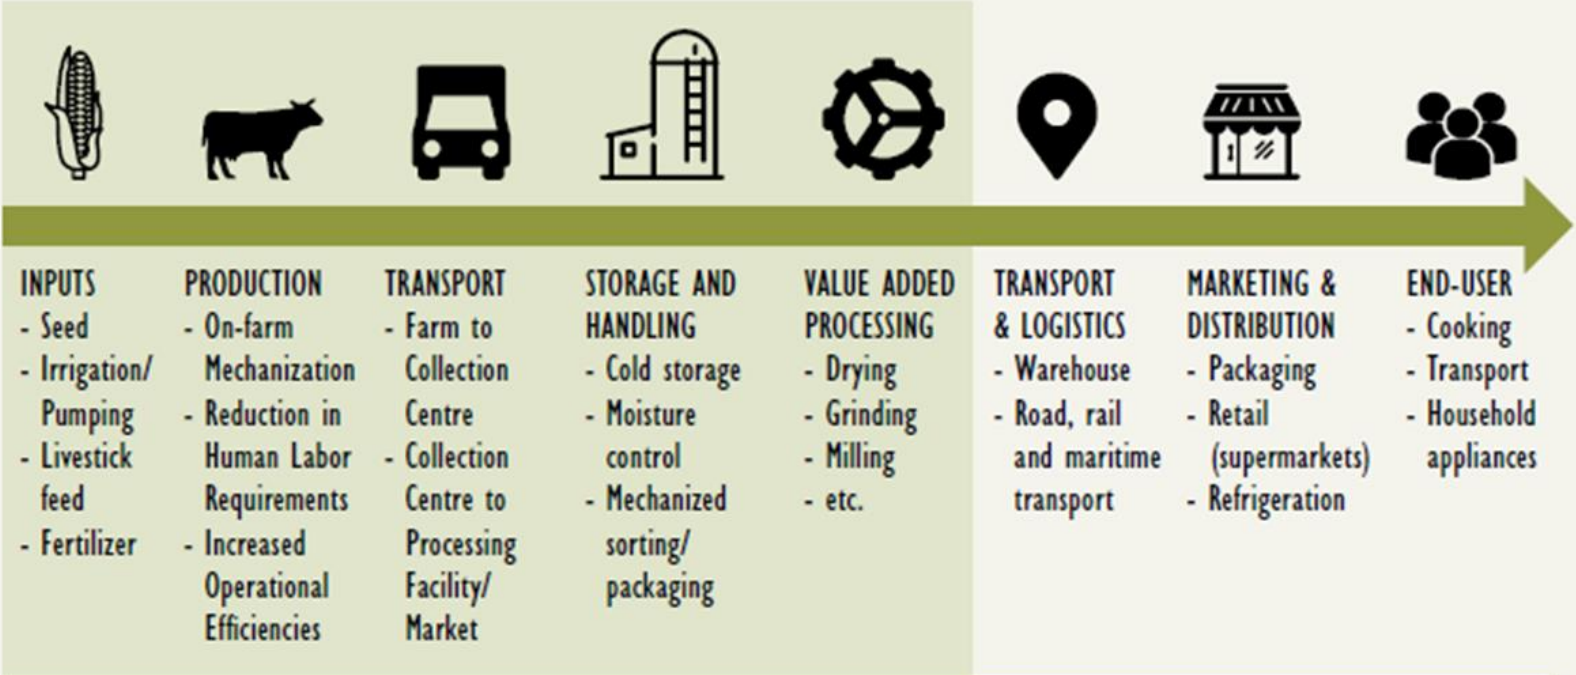 INPUTS
- Seed
- Irrigation/
Pumping
- Livestick
feed
- Fertilizer
PRODUCTION
- On-farm
Mechanization
- Reduction in
Human Labor
Requirements
- Increased
Operational
Efficiencies
TRANSPORT
- Farm to
Collection
Centre
- Collection
Centre to
Processing
Facility/
Market
STORAGE AND
HANDLING
- Cold storage
- Moisture
control
- Mechanized
sorting/
packaging
VALUE ADDED
PROCESSING
- Drying
- Grinding
- Milling
- etc.
TRANSPORT
& LOGISTICS
- Warehouse
- Road, rail
and maritime
transport
MARKETING &
DISTRIBUTION
- Packaging
- Retail
(supermarkets)
- Refrigeration
END-USER
- Cooking
- Transport
- Household
appliances